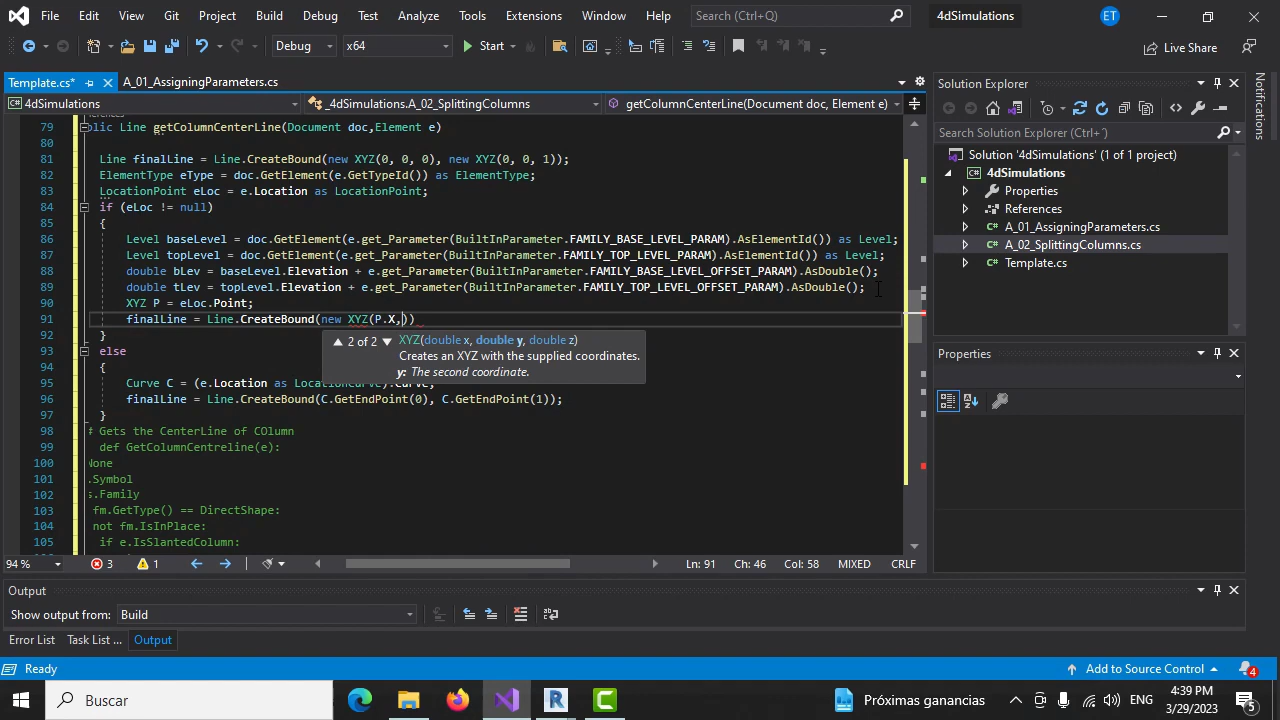 File Edit View Git Project Build Debug Test Analyze Tools Extensions Window Help Search (Ctrl+Q) 4dSimulations ET
Debug x64 Start Live Share
Template.cs* A_01_AssigningParameters.cs
4dSimulations _4dSimulations.A_02_SplittingColumns getColumnCenterLine(Document doc, Element e)
79 blic Line getColumnCenterLine(Document doc,Element e)
80
81 Line finalLine = Line.CreateBound(new XYZ(0, 0, 0), new XYZ(0, 0, 1));
82 ElementType eType = doc.GetElement(e.GetTypeId()) as ElementType;
83 LocationPoint eLoc = e.Location as LocationPoint;
84 if (eLoc != null)
85 {
86 Level baseLevel = doc.GetElement(e.get_Parameter(BuiltInParameter.FAMILY_BASE_LEVEL_PARAM).AsElementId()) as Level;
87 Level topLevel = doc.GetElement(e.get_Parameter(BuiltInParameter.FAMILY_TOP_LEVEL_PARAM).AsElementId()) as Level;
88 double bLev = baseLevel.Elevation + e.get_Parameter(BuiltInParameter.FAMILY_BASE_LEVEL_OFFSET_PARAM).AsDouble();
89 double tLev = topLevel.Elevation + e.get_Parameter(BuiltInParameter.FAMILY_TOP_LEVEL_OFFSET_PARAM).AsDouble();
90 XYZ P = eLoc.Point;
91 finalLine = Line.CreateBound(new XYZ(P.X,))
2 of 2 XYZ(double x, double y, double z)
Creates an XYZ with the supplied coordinates.
y: The second coordinate.
92 }
93 else
94 {
95 Curve C = (e.Location as
96 finalLine = Line.CreateBound(C.GetEndPoint(0), C.GetEndPoint(1));
97 }
98 # Gets the CenterLine of COlumn
99 def GetColumnCentreline(e):
100 None
101 .Symbol
102 s.Family
103 fm.GetType() == DirectShape:
104 not fm.IsInPlace:
105 if e.IsSlantedColumn:
94 % 3 1 Ln: 91 Ch: 46 Col: 58 MIXED CRLF
Solution Explorer
Search Solution Explorer (Ctrl+´)
Solution '4dSimulations' (1 of 1 project)
4dSimulations
Properties
References
A_01_AssigningParameters.cs
A_02_SplittingColumns.cs
Template.cs
Properties
Notifications
Output
Show output from: Build
Error List Task List ... Output
Ready Add to Source Control 4
Buscar Próximas ganancias ENG 4:39 PM 3/29/2023 5